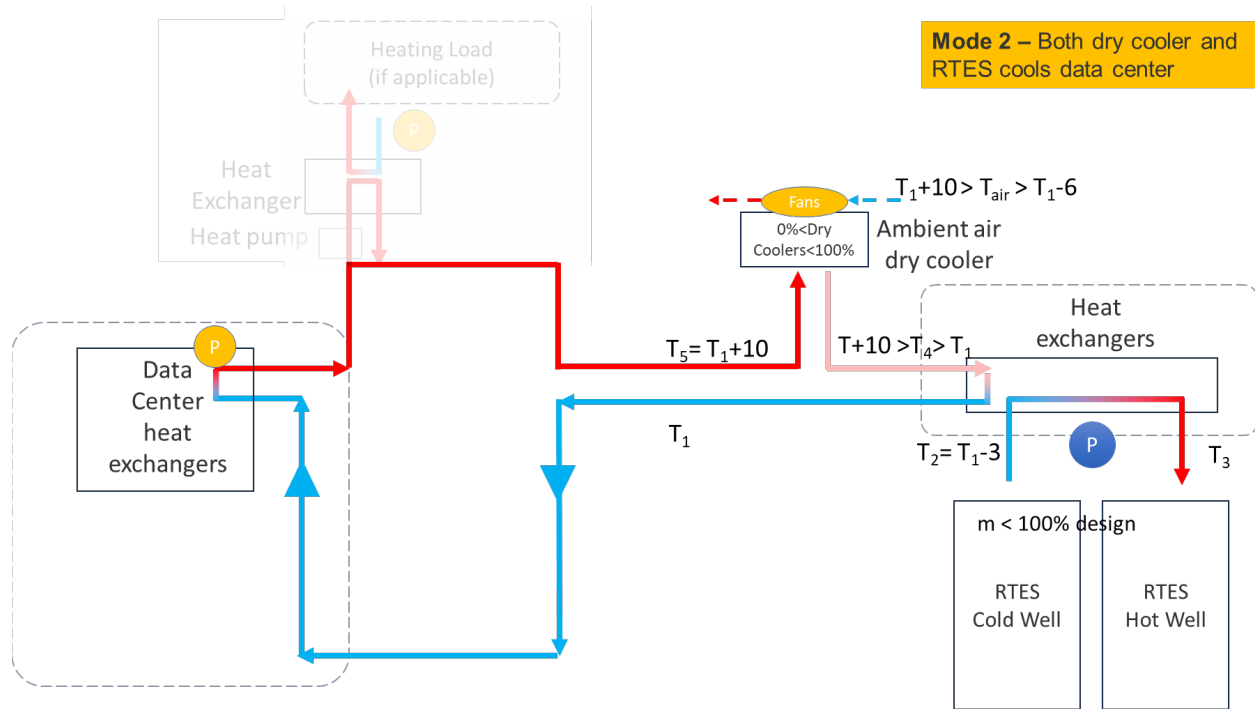 Heating Load
(if applicable)
Mode 2 – Both dry cooler and
RTES cools data center
P
Heat
Exchanger
Heat pump
T1+10 > Tair > T1-6
Fans
0%<Dry
Coolers<100%
Ambient air
dry cooler
Heat
exchangers
P
Data
Center
heat
exchangers
T5= T1+10
T+10 >T4> T1
T1
T2= T1-3
P
T3
m < 100% design
RTES
Cold Well
RTES
Hot Well